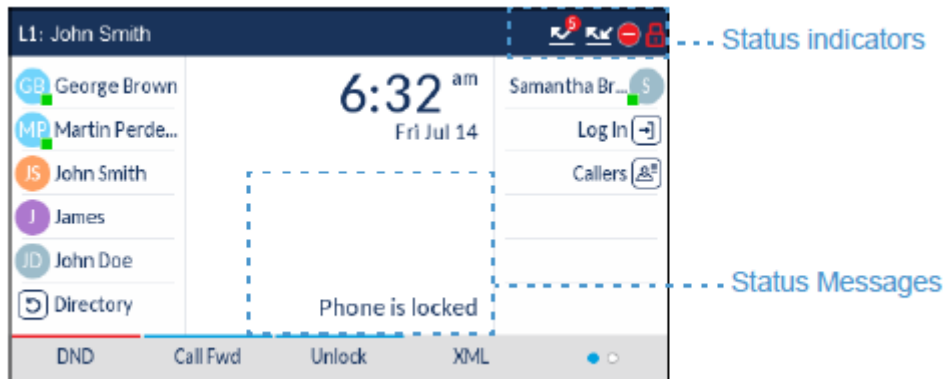 L1: John Smith
5
Status indicators
GB George Brown
6:32 am
Samantha Br... S
MP Martin Perde...
Fri Jul 14
Log In
JS John Smith
Callers
J James
JD John Doe
Status Messages
Directory
Phone is locked
DND Call Fwd Unlock XML